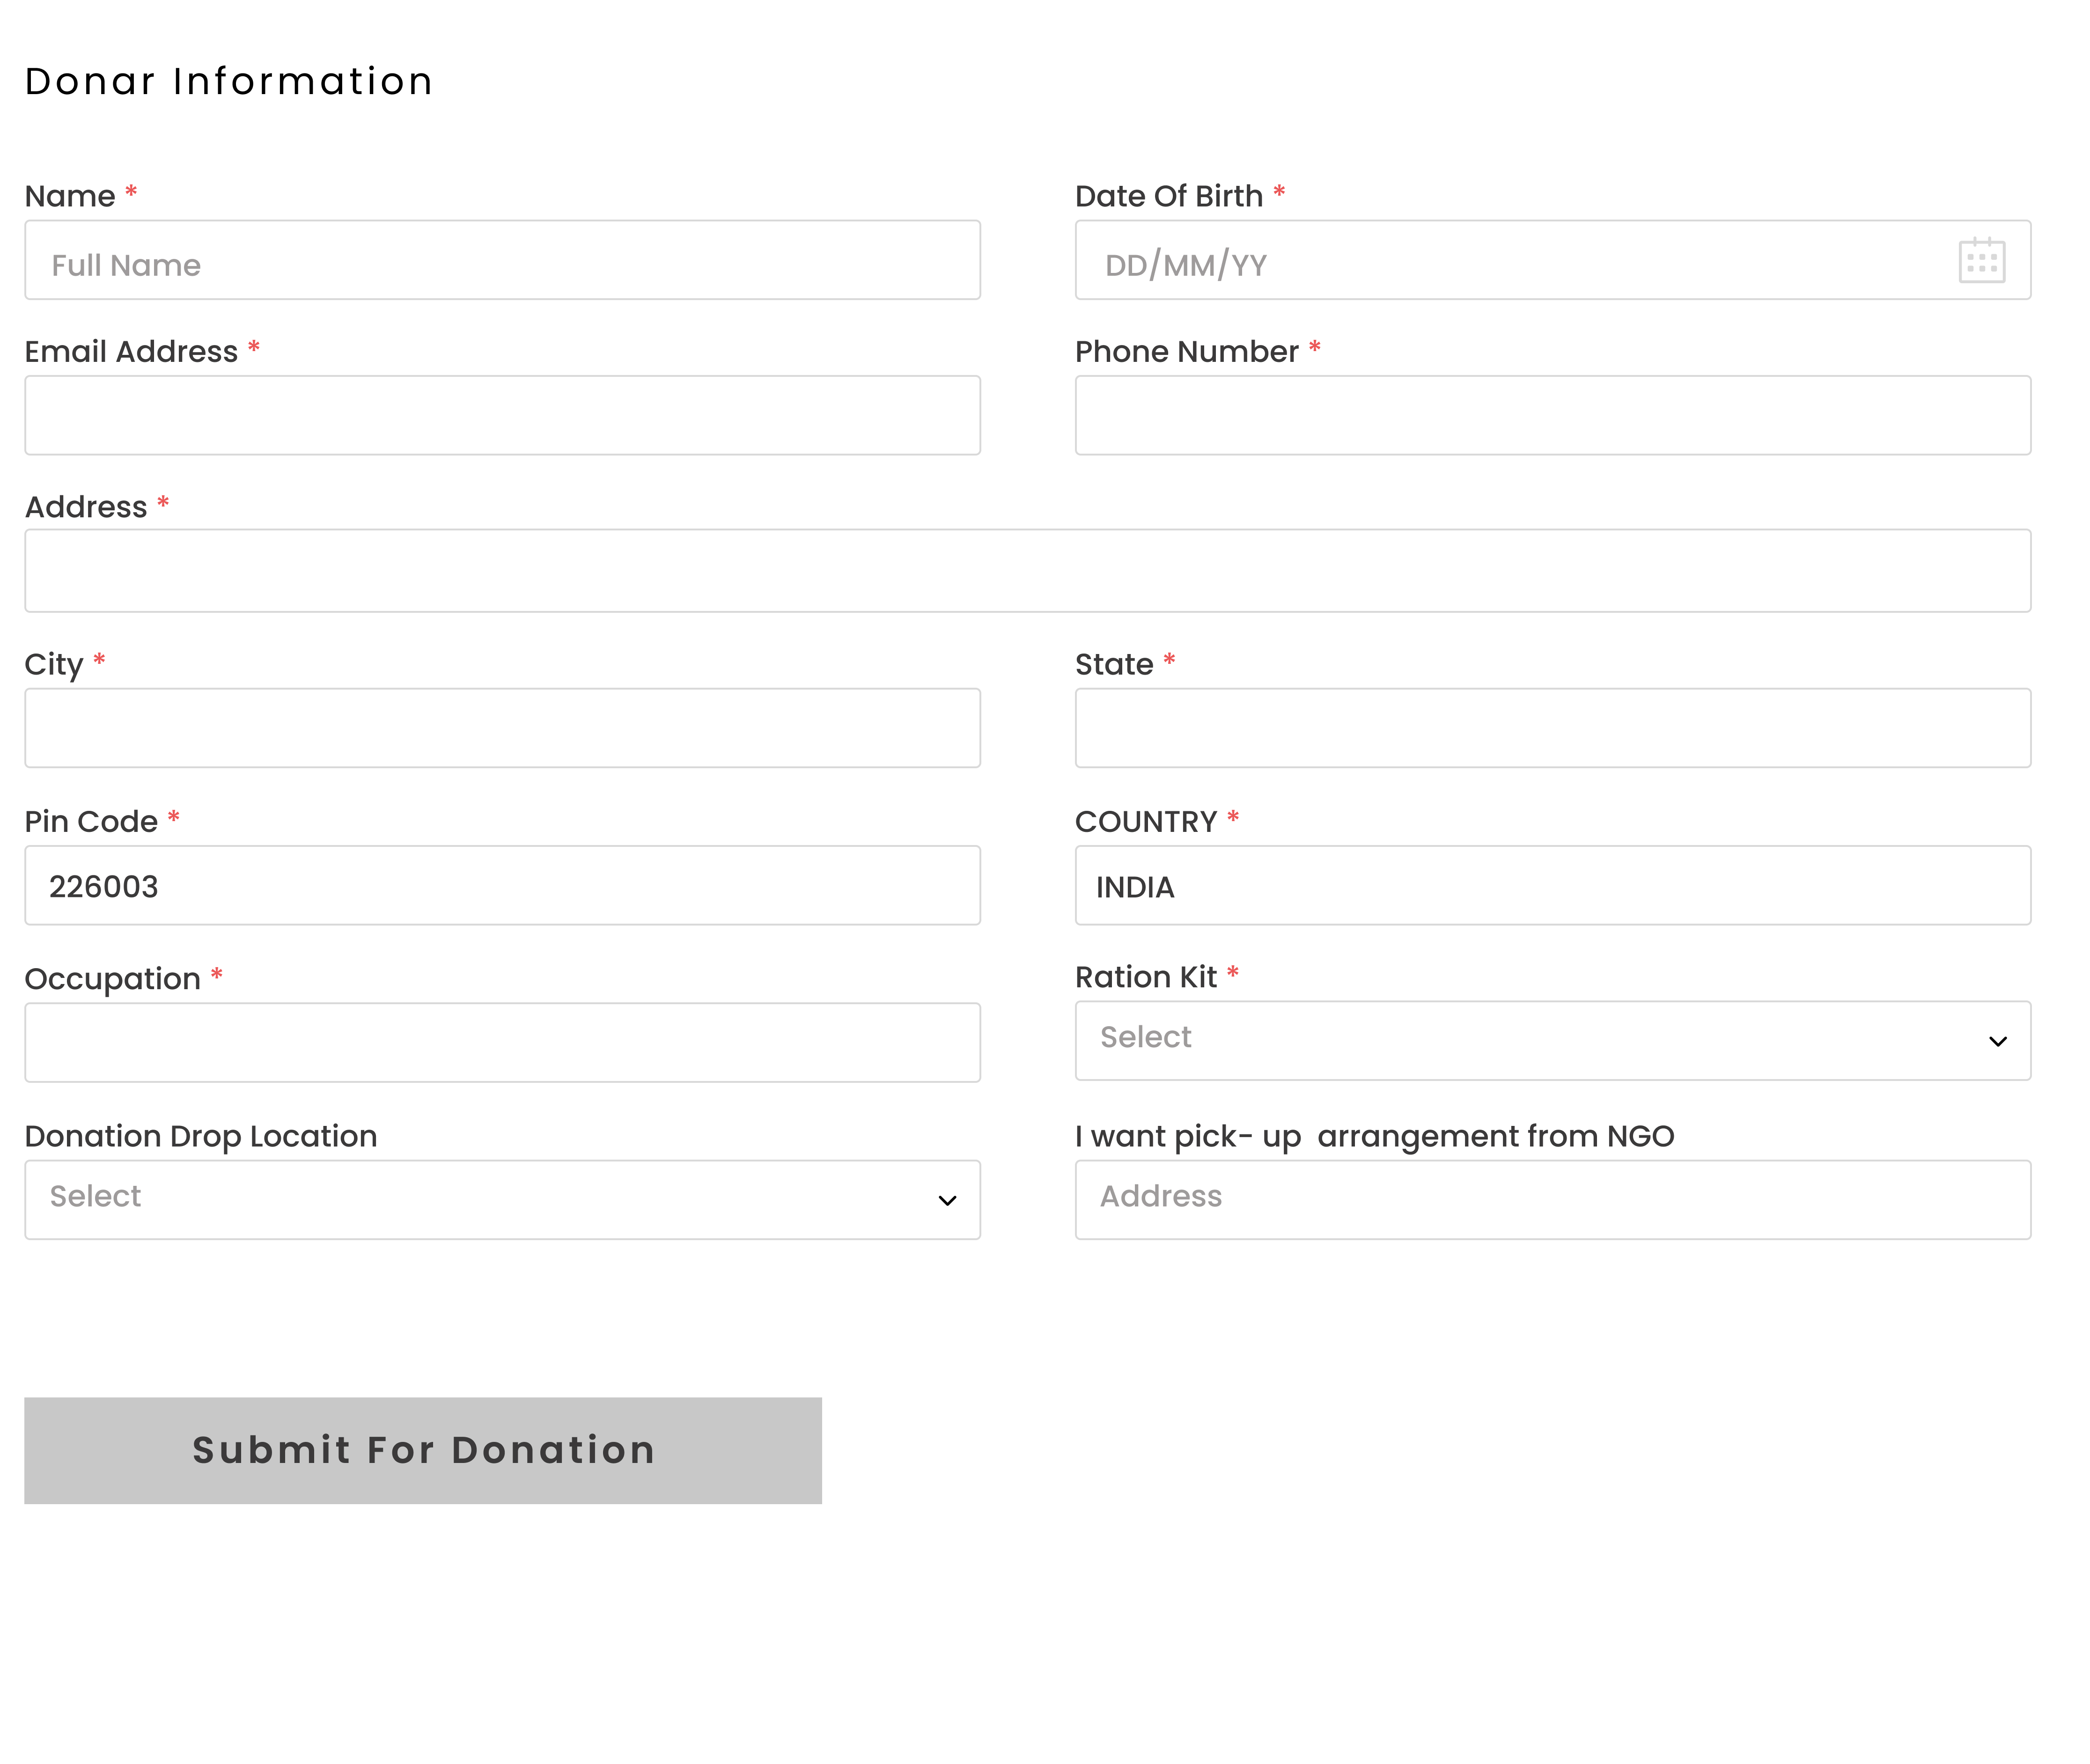 Donar Information
Name *
Date Of Birth *
Full Name
DD/MM/YY
Email Address *
Phone Number *
Address *
City *
State *
Pin Code *
COUNTRY *
226003
INDIA
Occupation *
Ration Kit *
Select
Donation Drop Location
I want pick- up  arrangement from NGO
Select
Address
Submit For Donation